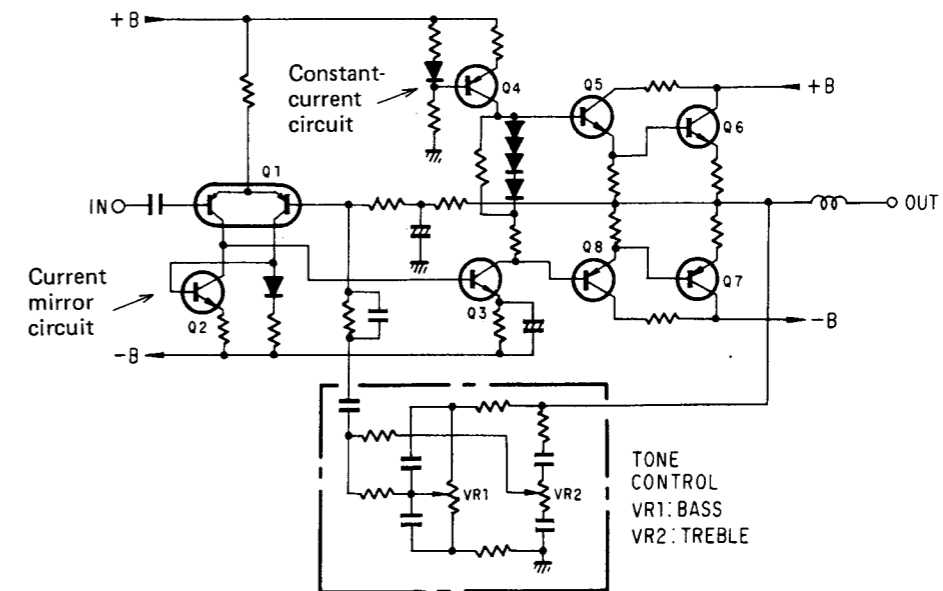 +B
Constant-
current
circuit
Q4
Q5
+B
Q6
Q1
IN
OUT
Current
mirror
circuit
Q2
Q3
Q8
Q7
-B
-B
VR1
VR2
TONE
CONTROL
VR1:BASS
VR2:TREBLE